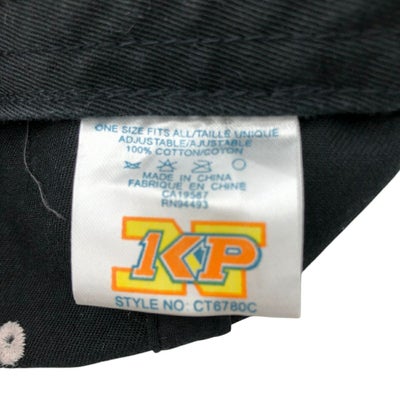 ONE SIZE FITS ALL/TAILLE UNIQUE
ADJUSTABLE/AJUSTABLE
100% COTTON/COTON
MADE IN CHINA
FABRIQUE EN CHINE
CA19567
RN94493
N
KP
STYLE NO: CT6780C